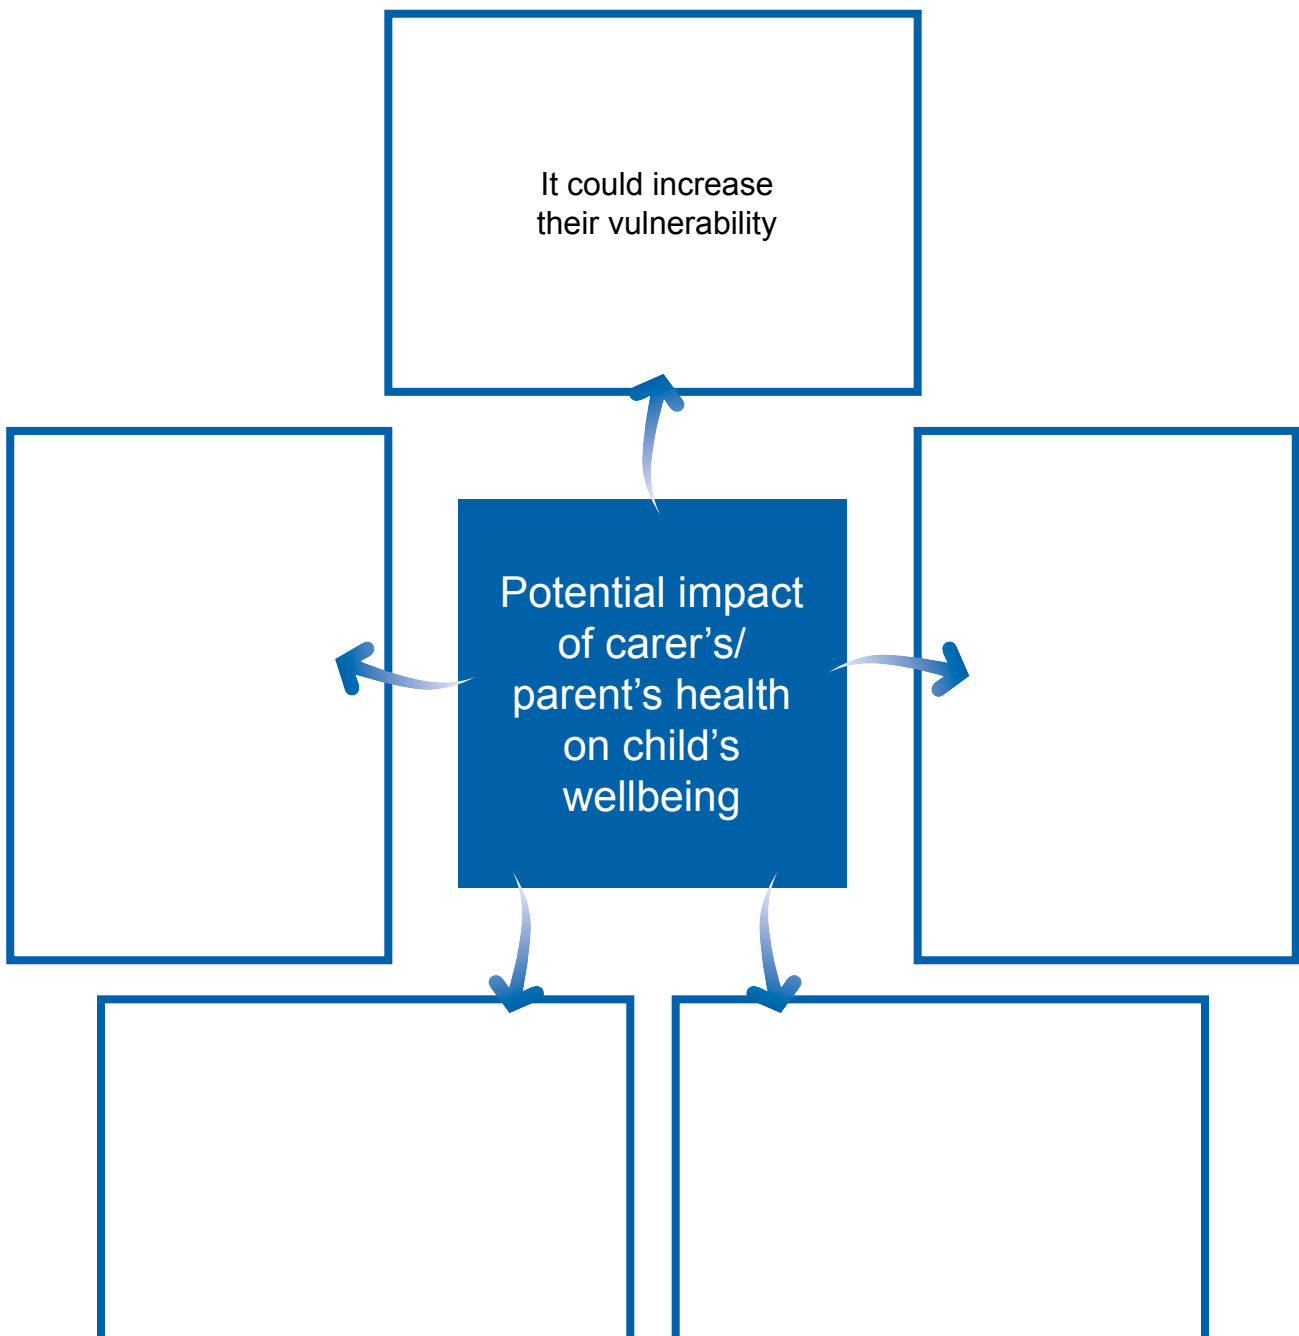 It could increase
their vulnerability
Potential impact
of carer’s/
parent’s health
on child’s
wellbeing